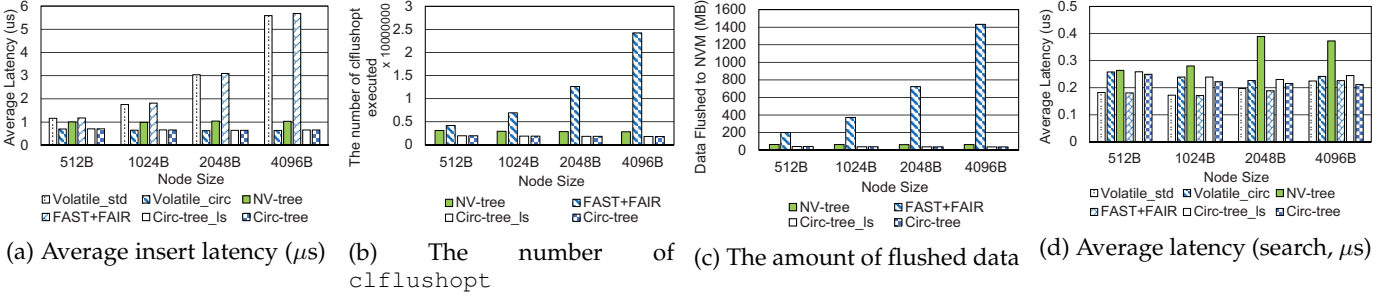 Average Latency (us)
6
5
4
3
2
1
0
512B 1024B 2048B 4096B
Node Size
Volatile_std Volatile_circ NV-tree
FAST+FAIR Circ-tree_ls Circ-tree
(a) Average insert latency (μs)
The number of clflushopt
executed
x 10000000
3
2.5
2
1.5
1
0.5
0
512B 1024B 2048B 4096B
Node Size
NV-tree FAST+FAIR
Circ-tree_ls Circ-tree
(b) The number of
clflushopt
Data Flushed to NVM (MB)
1600
1400
1200
1000
800
600
400
200
0
512B 1024B 2048B 4096B
Node Size
NV-tree FAST+FAIR
Circ-tree_ls Circ-tree
(c) The amount of flushed data
Average Latency (us)
0.5
0.4
0.3
0.2
0.1
0
512B 1024B 2048B 4096B
Node Size
Volatile_std Volatile_circ NV-tree
FAST+FAIR Circ-tree_ls Circ-tree
(d) Average latency (search, μs)